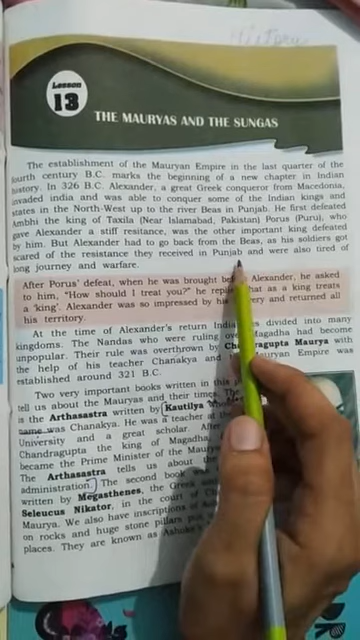 History
Lesson
13
THE MAURYAS AND THE SUNGAS
The establishment of the Mauryan Empire in the last quarter of the
fourth century B.C. marks the beginning of a new chapter in Indian
history. In 326 B.C. Alexander, a great Greek conqueror from Macedonia,
invaded india and was able to conquer some of the Indian kings and
states in the North-West up to the river Beas in Punjab. He first defeated
Ambhi the king of Taxila (Near Islamabad, Pakistan) Porus (Puru), who
gave Alexander a stiff resitance, was the other important king defeated
by him. But Alexander had to go back from the Beas, as his soldiers got
scared of the resistance they received in Punjab and were also tired of
long journey and warfare.
After Porus' defeat, when he was brought Alexander, he asked
to him, "How should I treat you?" he as a king treats
a 'king'. Alexander was so impressed by his and returned all
his territory.
At the time of Alexander's return divided into many
kingdoms. The Nandas who were ruling Magadha had become
unpopular. Their rule was overthrown by Chandragupta Maurya with
the help of his teacher Chanakya Mauryan Empire was
established around 321 B.C.
Two very important books written in this
tell us about the Mauryas and their times. The
is the Arthasastra written by Kautilya
same was Chanakya. He was a teacher at the
University and a great scholar. After
Chandragupta the king of Magadha,
became the Prime Minister of the
The Arthasastra tells us about the
administration. The second book
written by Megasthenes, the Greek
Seleucus Nikator, in the court of
Maurya. We also have inscriptions of
on rocks and huge stone pillars
places. They are known as